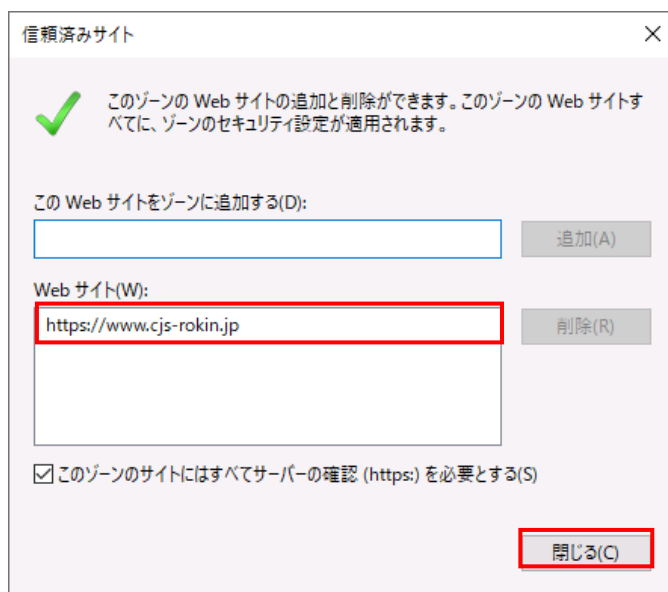 信頼済みサイト
このゾーンの Web サイトの追加と削除ができます。このゾーンの Web サイトす
べてに、ゾーンのセキュリティ設定が適用されます。
この Web サイトをゾーンに追加する(D):
追加(A)
Web サイト(W):
https://www.cjs-rokin.jp
削除(R)
このゾーンのサイトにはすべてサーバーの確認 (https:) を必要とする(S)
閉じる(C)